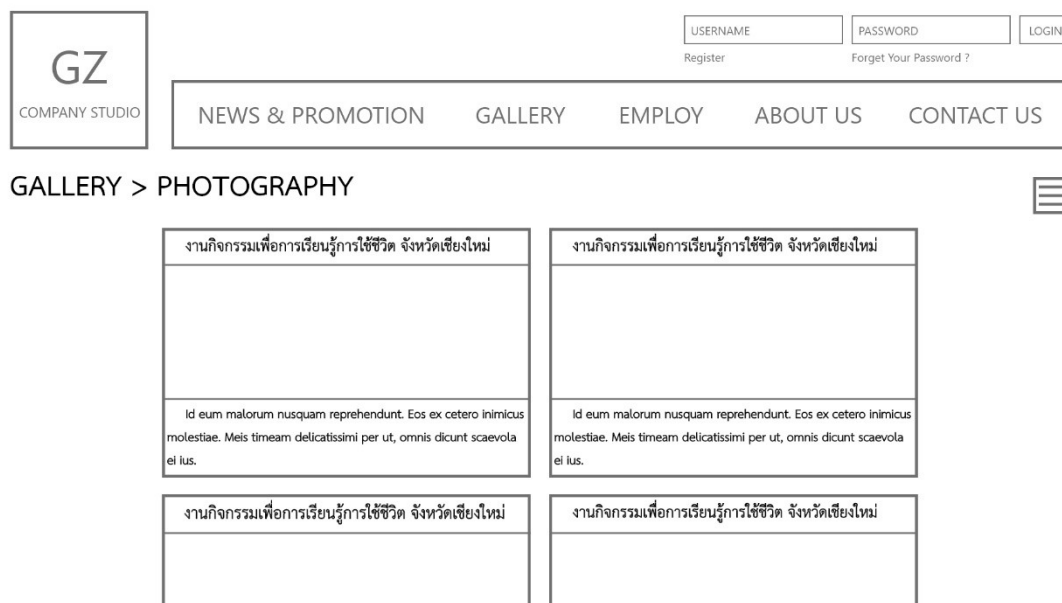 GZ
COMPANY STUDIO
USERNAME
PASSWORD
LOGIN
Register
Forget Your Password ?
NEWS & PROMOTION
GALLERY
EMPLOY
ABOUT US
CONTACT US
GALLERY > PHOTOGRAPHY
งานกิจกรรมเพื่อการเรียนรู้การใช้ชีวิต จังหวัดเชียงใหม่
Id eum malorum nusquam reprehendunt. Eos ex cetero inimicus
molestiae. Meis timeam delicatissimi per ut, omnis dicunt scaevola
ei ius.
งานกิจกรรมเพื่อการเรียนรู้การใช้ชีวิต จังหวัดเชียงใหม่
Id eum malorum nusquam reprehendunt. Eos ex cetero inimicus
molestiae. Meis timeam delicatissimi per ut, omnis dicunt scaevola
ei ius.
งานกิจกรรมเพื่อการเรียนรู้การใช้ชีวิต จังหวัดเชียงใหม่
งานกิจกรรมเพื่อการเรียนรู้การใช้ชีวิต จังหวัดเชียงใหม่